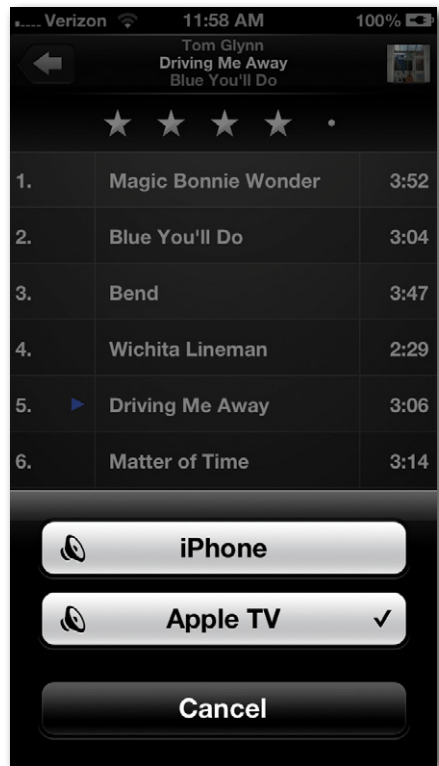 Verizon 11:58 AM 100%
Tom Glynn
Driving Me Away
Blue You'll Do
1. Magic Bonnie Wonder 3:52
2. Blue You'll Do 3:04
3. Bend 3:47
4. Wichita Lineman 2:29
5. Driving Me Away 3:06
6. Matter of Time 3:14
iPhone
Apple TV
Cancel